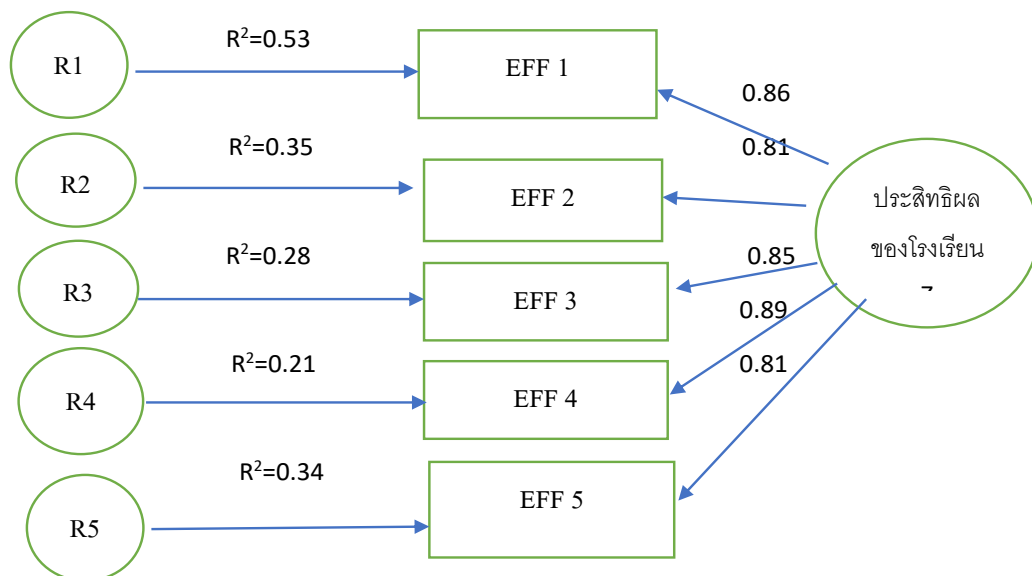 R1
R²=0.53
EFF 1
0.86
R2
R²=0.35
EFF 2
0.81
ประสิทธิผล
ของโรงเรียน
R3
R²=0.28
EFF 3
0.85
R4
R²=0.21
EFF 4
0.89
R5
R²=0.34
EFF 5
0.81